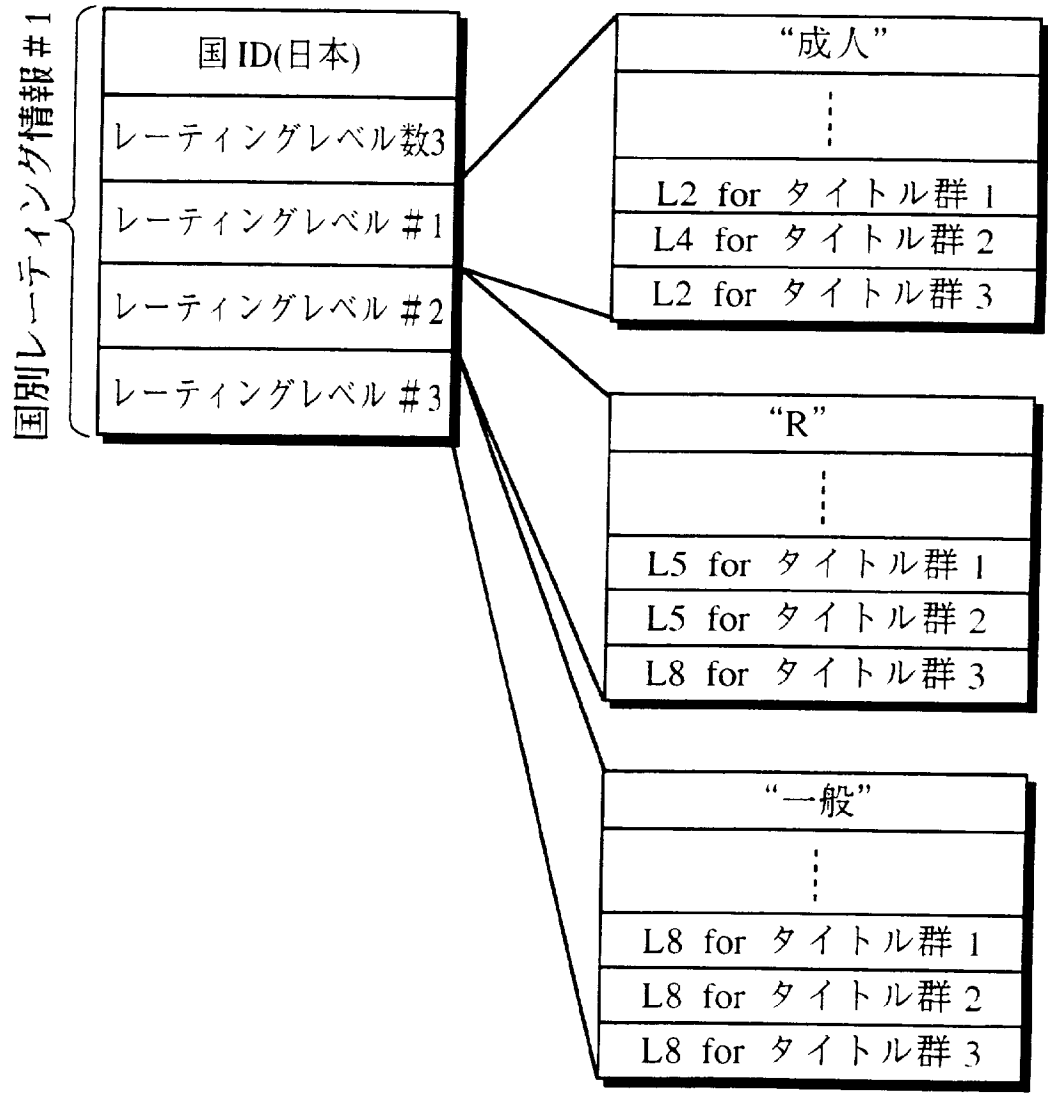 国別レーティング情報#1
国ID(日本)
レーティングレベル数3
レーティングレベル #1
レーティングレベル #2
レーティングレベル #3
“成人”
L2 for タイトル群 1
L4 for タイトル群 2
L2 for タイトル群 3
“R”
L5 for タイトル群 1
L5 for タイトル群 2
L8 for タイトル群 3
“一般”
L8 for タイトル群 1
L8 for タイトル群 2
L8 for タイトル群 3